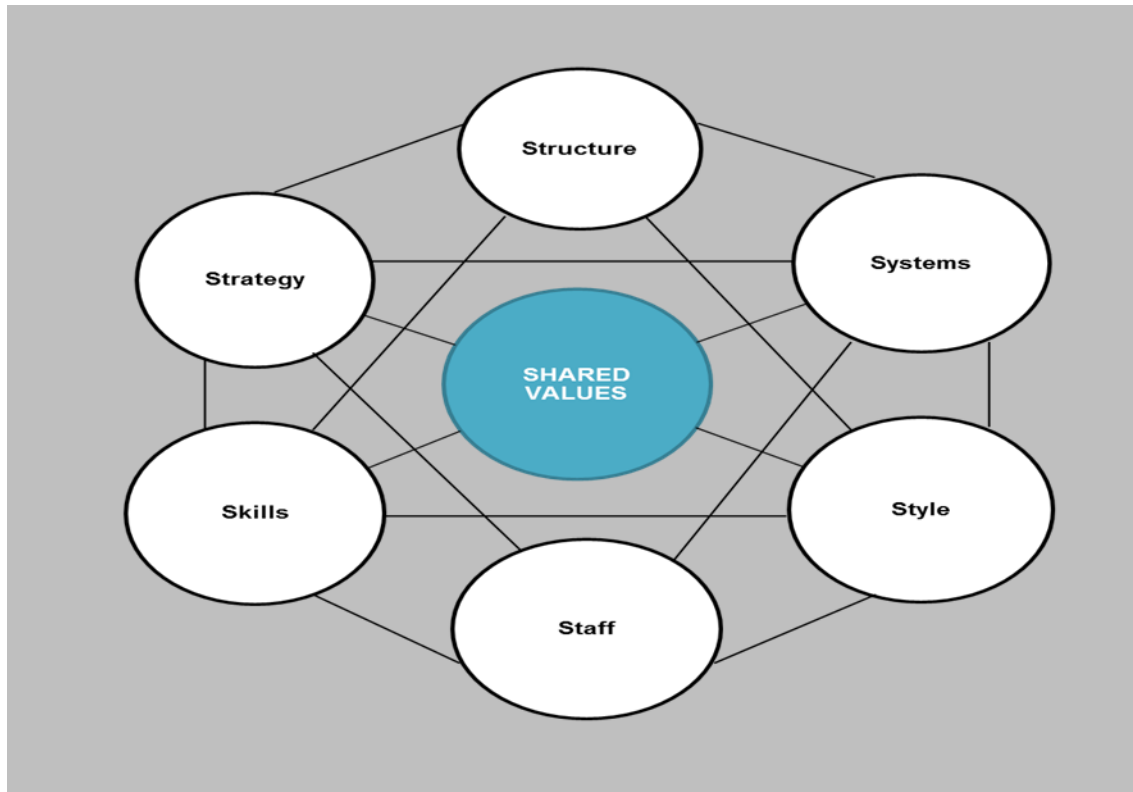 Structure
Systems
Strategy
SHARED
VALUES
Skills
Style
Staff